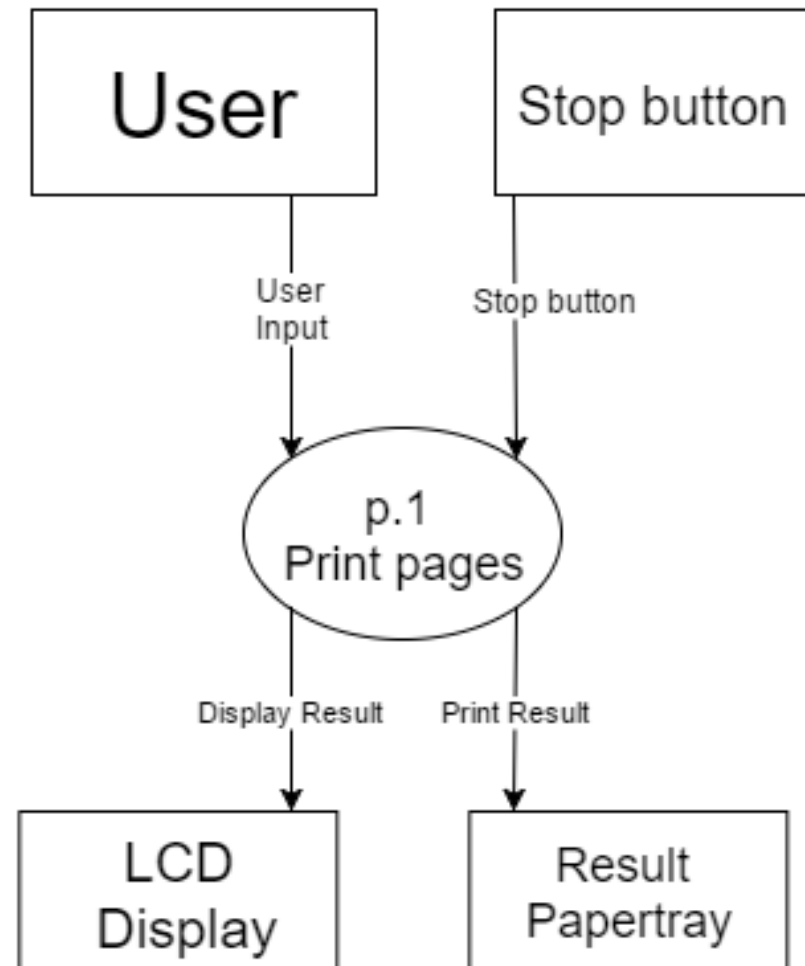 User
Stop button
User
Input
Stop button
p.1
Print pages
Display Result
Print Result
LCD
Display
Result
Papertray